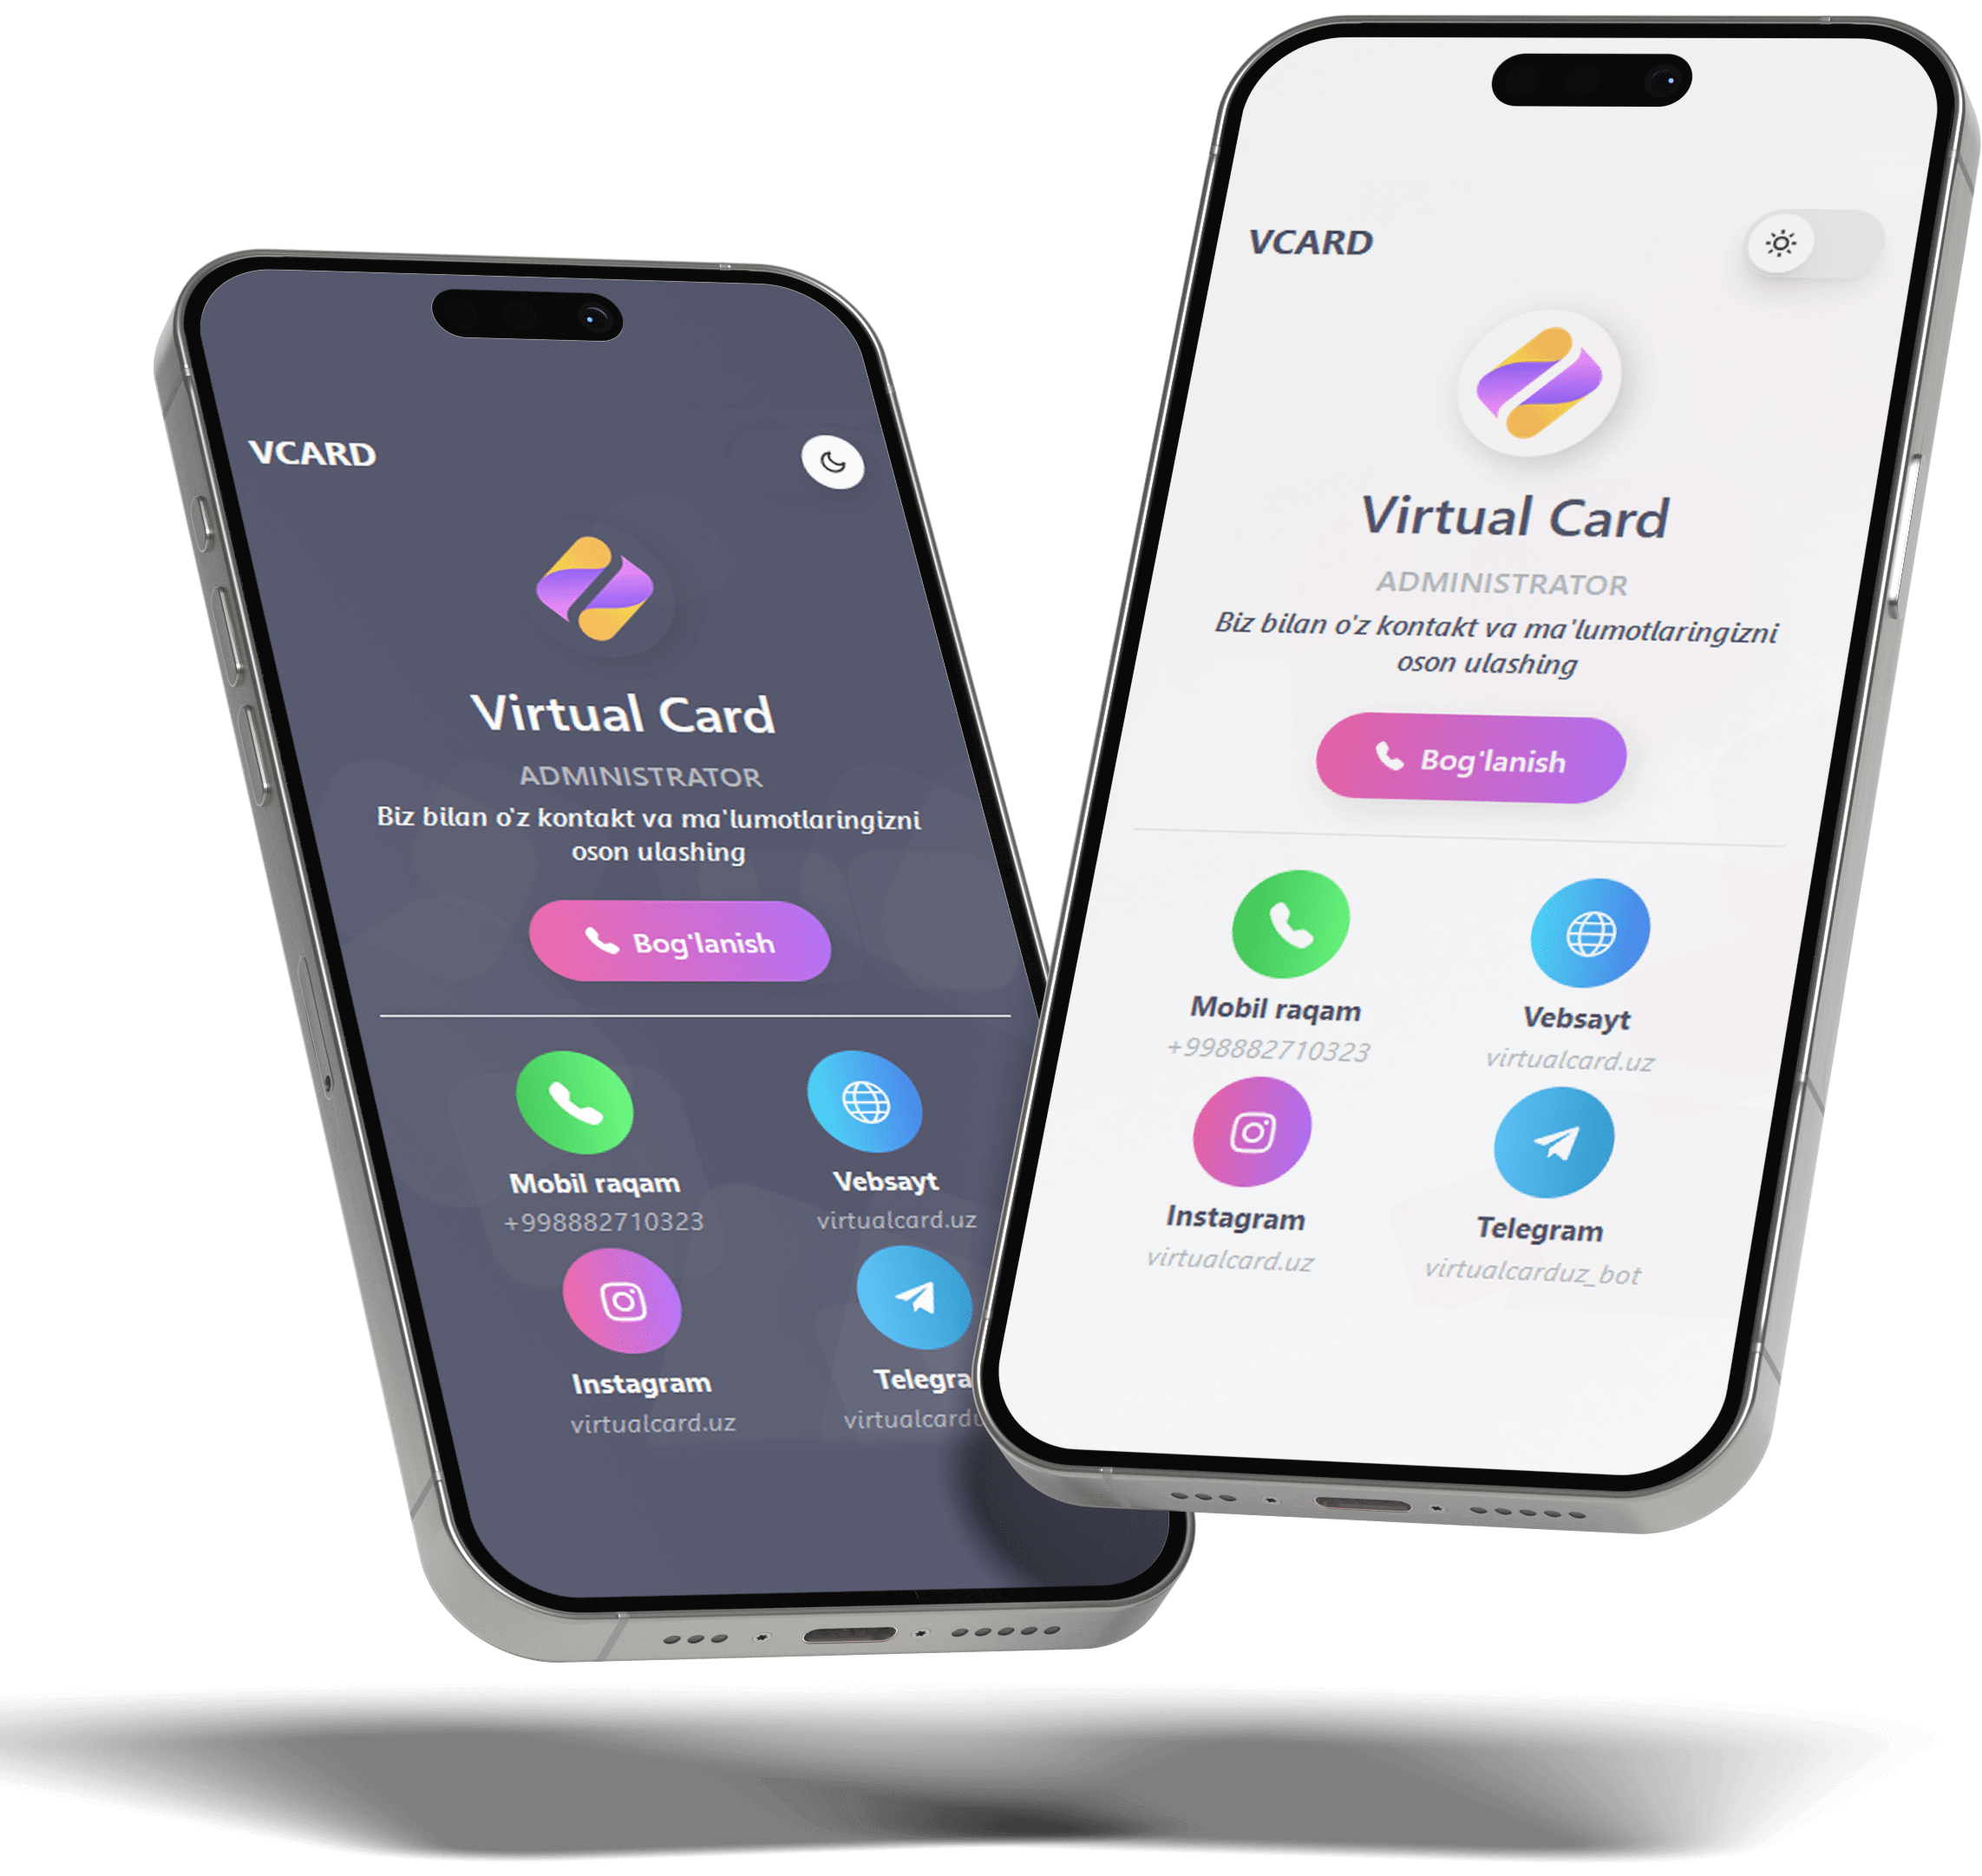 VCARD
Virtual Card
ADMINISTRATOR
Biz bilan o'z kontakt va ma'lumotlaringizni
oson ulashing
Bog'lanish
Mobil raqam
+998882710323
Vebsayt
virtualcard.uz
Instagram
virtualcard.uz
Telegra
virtualcardu
VCARD
Virtual Card
ADMINISTRATOR
Biz bilan o'z kontakt va ma'lumotlaringizni
oson ulashing
Bog'lanish
Mobil raqam
+998882710323
Vebsayt
virtualcard.uz
Instagram
virtualcard.uz
Telegram
virtualcarduz_bot